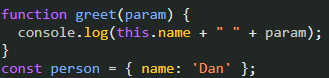 function greet(param) {
  console.log(this.name + " " + param);
}
const person = { name: 'Dan' };